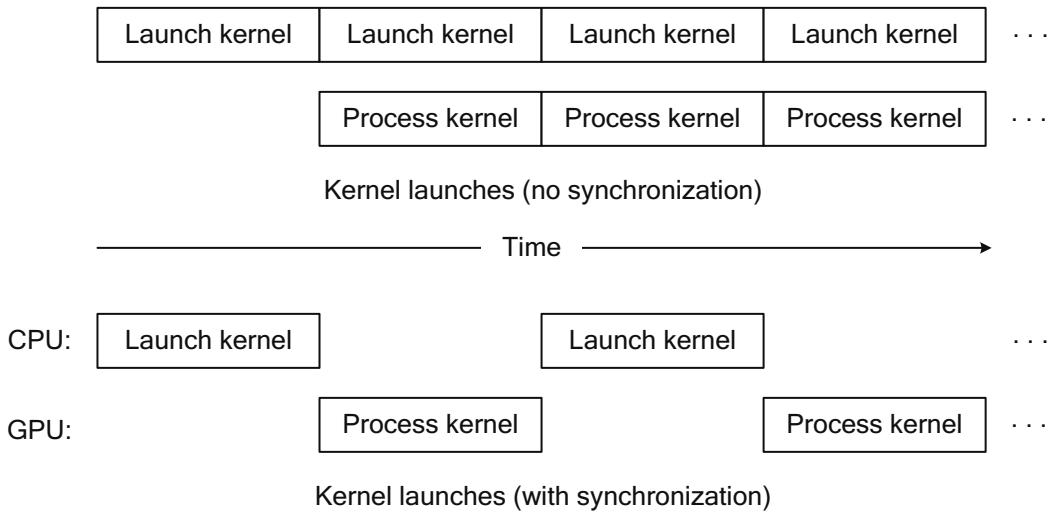 Launch kernel Launch kernel Launch kernel Launch kernel . . .
Process kernel Process kernel Process kernel . . .
Kernel launches (no synchronization)
Time
CPU: Launch kernel Launch kernel . . .
GPU: Process kernel Process kernel . . .
Kernel launches (with synchronization)